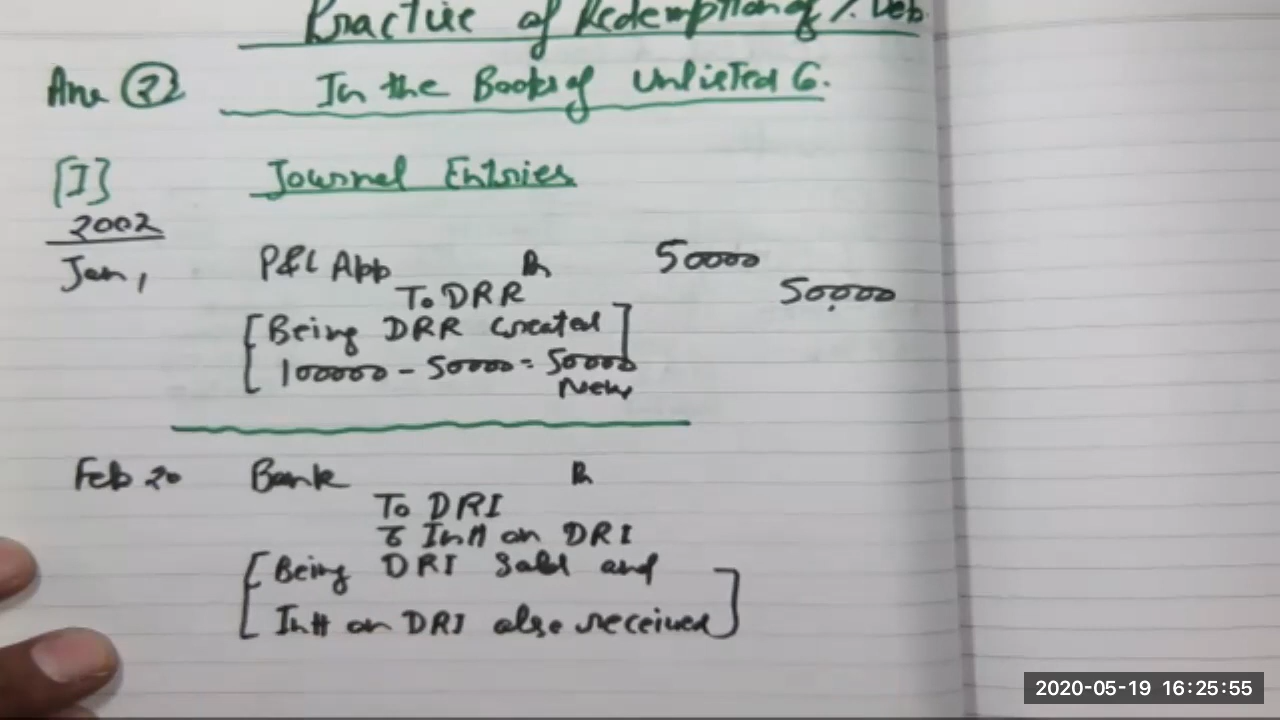 Practice of Redemption of % Deb.
Ans (22) In the Books of Unlisted Co.
[I] Journal Entries
2002
Jan 1 P&L App Dr 50000
To DRR 50000
[Being DRR created
100000 - 50000 = 50000]
New
Feb 20 Bank Dr
To DRI
To Intt on DRI
[Being DRI Sold and
Intt on DRI also received]
2020-05-19 16:25:55